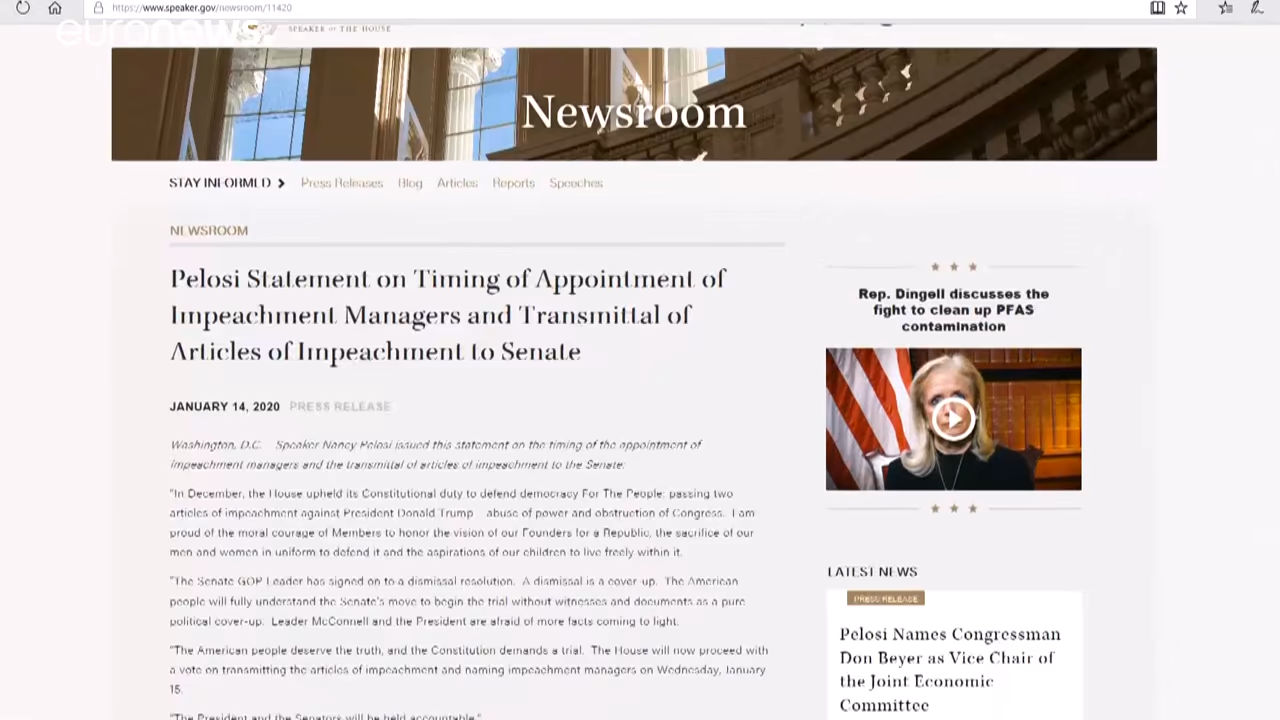 https://www.speaker.gov/newsroom/11420
euronews.
SPEAKER OF THE HOUSE
Newsroom
STAY INFORMED
Press Releases Blog Articles Reports Speeches
NEWSROOM
Pelosi Statement on Timing of Appointment of
Impeachment Managers and Transmittal of
Articles of Impeachment to Senate
JANUARY 14, 2020 PRESS RELEASE
Washington, D.C. Speaker Nancy Pelosi issued this statement on the timing of the appointment of
impeachment managers and the transmittal of articles of impeachment to the Senate:
"In December, the House upheld its Constitutional duty to defend democracy For The People: passing two
articles of impeachment against President Donald Trump abuse of power and obstruction of Congress. I am
proud of the moral courage of Members to honor the vision of our Founders for a Republic, the sacrifice of our
men and women in uniform to defend it and the aspirations of our children to live freely within it.
"The Senate GOP Leader has signed on to a dismissal resolution. A dismissal is a cover-up. The American
people will fully understand the Senate's move to begin the trial without witnesses and documents as a pure
political cover-up. Leader McConnell and the President are afraid of more facts coming to light.
"The American people deserve the truth, and the Constitution demands a trial. The House will now proceed with
a vote on transmitting the articles of impeachment and naming impeachment managers on Wednesday, January
15.
"The President and the Senators will be held accountable."
Rep. Dingell discusses the
fight to clean up PFAS
contamination
LATEST NEWS
PRESS RELEASE
Pelosi Names Congressman
Don Beyer as Vice Chair of
the Joint Economic
Committee